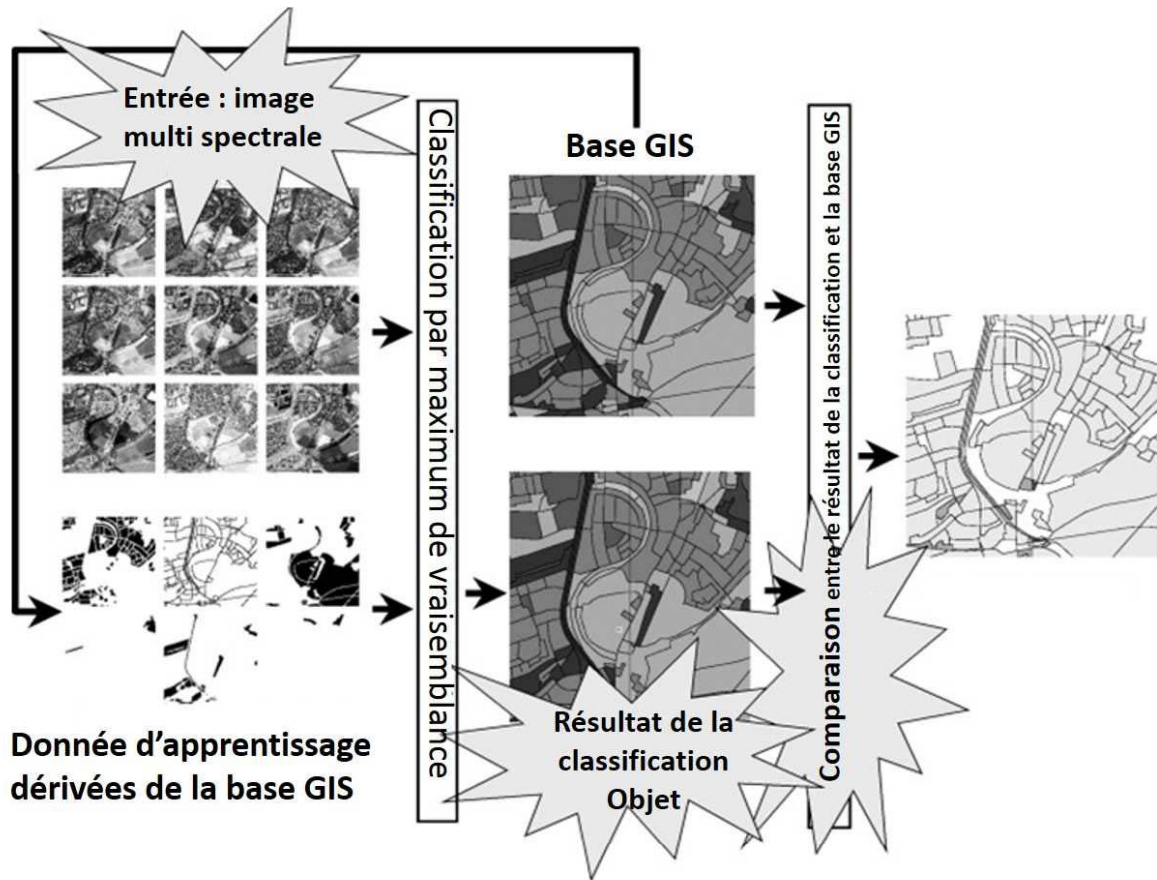 Entrée : image
multi spectrale
Classification par maximum de vraisemblance
Base GIS
Comparaison entre le résultat de la classification et la base GIS
Résultat de la
classification
Objet
Donnée d’apprentissage
dérivées de la base GIS